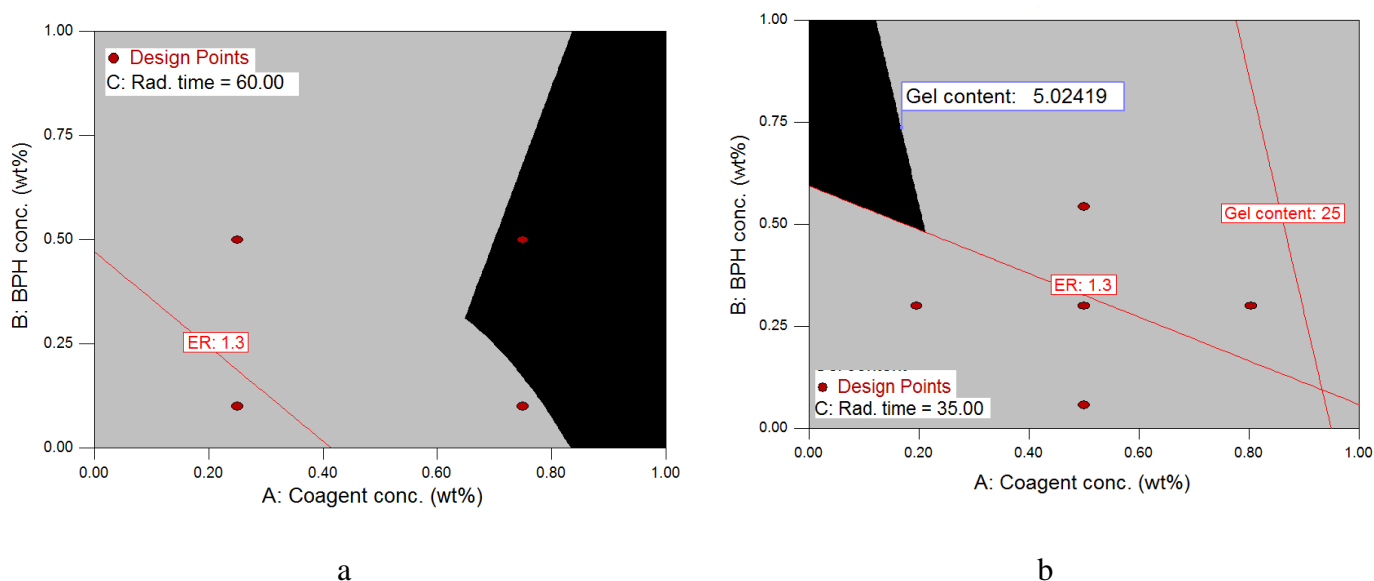 1.00
0.75
0.50
0.25
0.00
B: BPH conc. (wt%)
Design Points
C: Rad. time = 60.00
ER: 1.3
0.00 0.20 0.40 0.60 0.80 1.00
A: Coagent conc. (wt%)
a
1.00
0.75
0.50
0.25
0.00
B: BPH conc. (wt%)
Gel content: 5.02419
Gel content: 25
ER: 1.3
Design Points
C: Rad. time = 35.00
0.00 0.20 0.40 0.60 0.80 1.00
A: Coagent conc. (wt%)
b